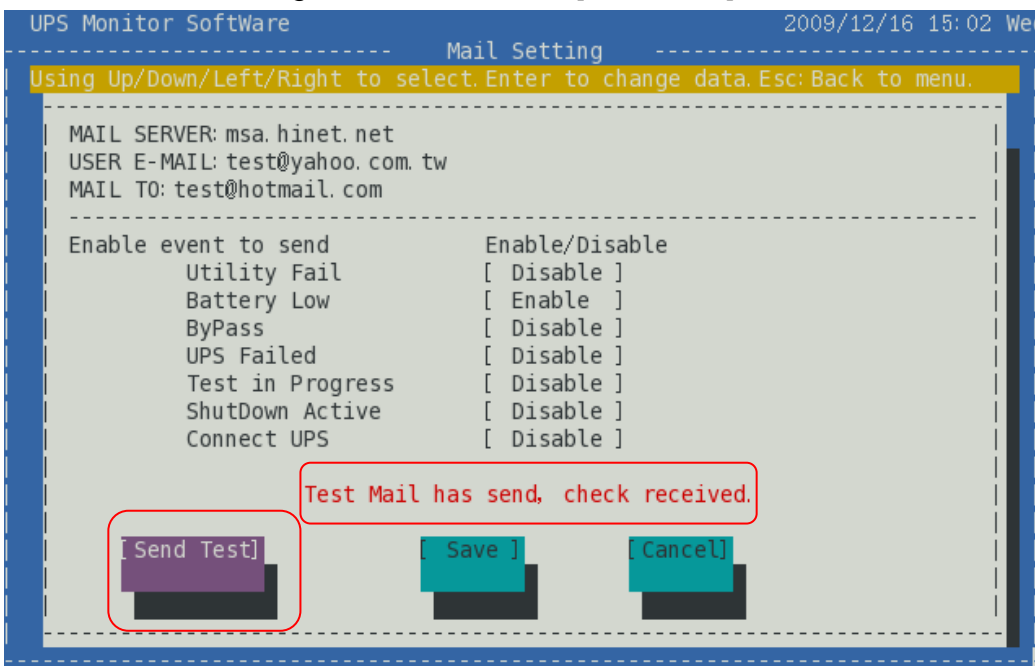 UPS Monitor SoftWare 2009/12/16 15:02 We
Mail Setting
Using Up/Down/Left/Right to select. Enter to change data. Esc: Back to menu.
MAIL SERVER: msa.hinet.net
USER E-MAIL: test@yahoo.com.tw
MAIL TO: test@hotmail.com
Enable event to send Enable/Disable
Utility Fail [ Disable ]
Battery Low [ Enable ]
ByPass [ Disable ]
UPS Failed [ Disable ]
Test in Progress [ Disable ]
ShutDown Active [ Disable ]
Connect UPS [ Disable ]
Test Mail has send, check received.
[Send Test] [ Save ] [Cancel]